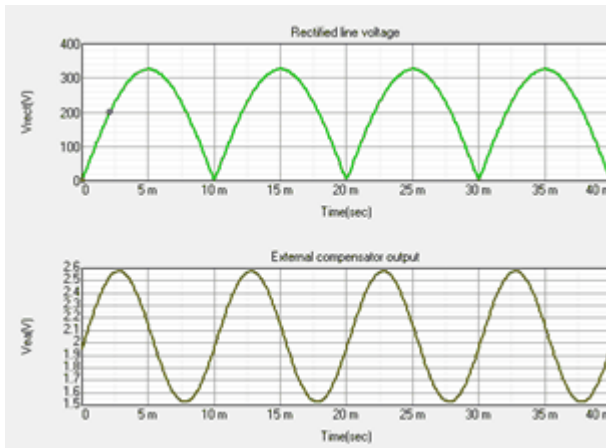 Rectified line voltage
400
300
200
100
0
Vrect(V)
0 5 m 10 m 15 m 20 m 25 m 30 m 35 m 40 m
Time(sec)
External compensator output
2.6
2.5
2.4
2.3
2.2
2.1
2
1.9
1.8
1.7
1.6
1.5
Vea(V)
0 5 m 10 m 15 m 20 m 25 m 30 m 35 m 40 m
Time(sec)